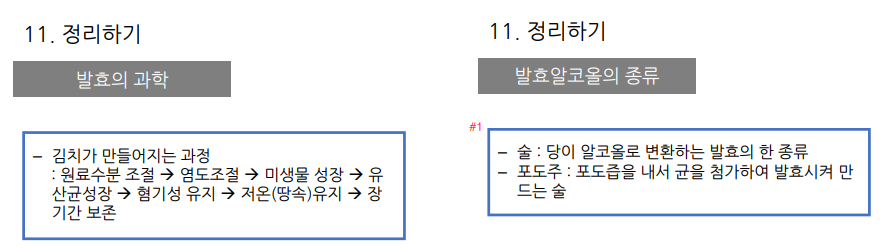 11. 정리하기
발효의 과학
– 김치가 만들어지는 과정
: 원료수분 조절 → 염도조절 → 미생물 성장 → 유
산균성장 → 혐기성 유지 → 저온(땅속)유지 → 장
기간 보존
11. 정리하기
발효알코올의 종류
#1
– 술 : 당이 알코올로 변환하는 발효의 한 종류
– 포도주 : 포도즙을 내서 균을 첨가하여 발효시켜 만
드는 술